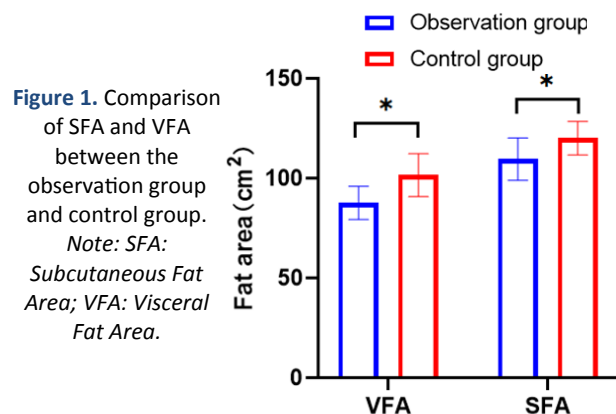 Figure 1. Comparison
of SFA and VFA
between the
observation group
and control group.
Note: SFA:
Subcutaneous Fat
Area; VFA: Visceral
Fat Area.
Observation group
Control group
Fat area(cm²)
150
100
50
0
*
*
VFA
SFA